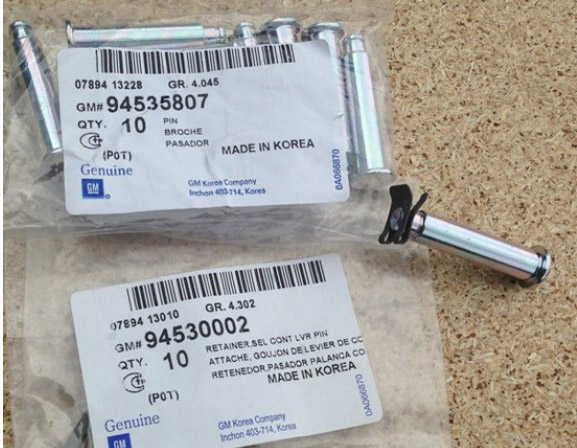 07894 13228 GR. 4.045
GM# 94535807
QTY. 10 PIN
BROCHE
PASADOR
MADE IN KOREA
(P0T)
Genuine
GM
GM Korea Company
Inchon 403-714, Korea
0A066870
07894 13010 GR. 4.302
GM# 94530002
QTY. 10 RETAINER,SEL CONT LVR PIN
ATTACHE, GOUJON DE LEVIER DE CC
RETENEDOR,PASADOR PALANCA CO
MADE IN KOREA
(P0T)
Genuine
GM
GM Korea Company
Inchon 403-714, Korea
0A066870